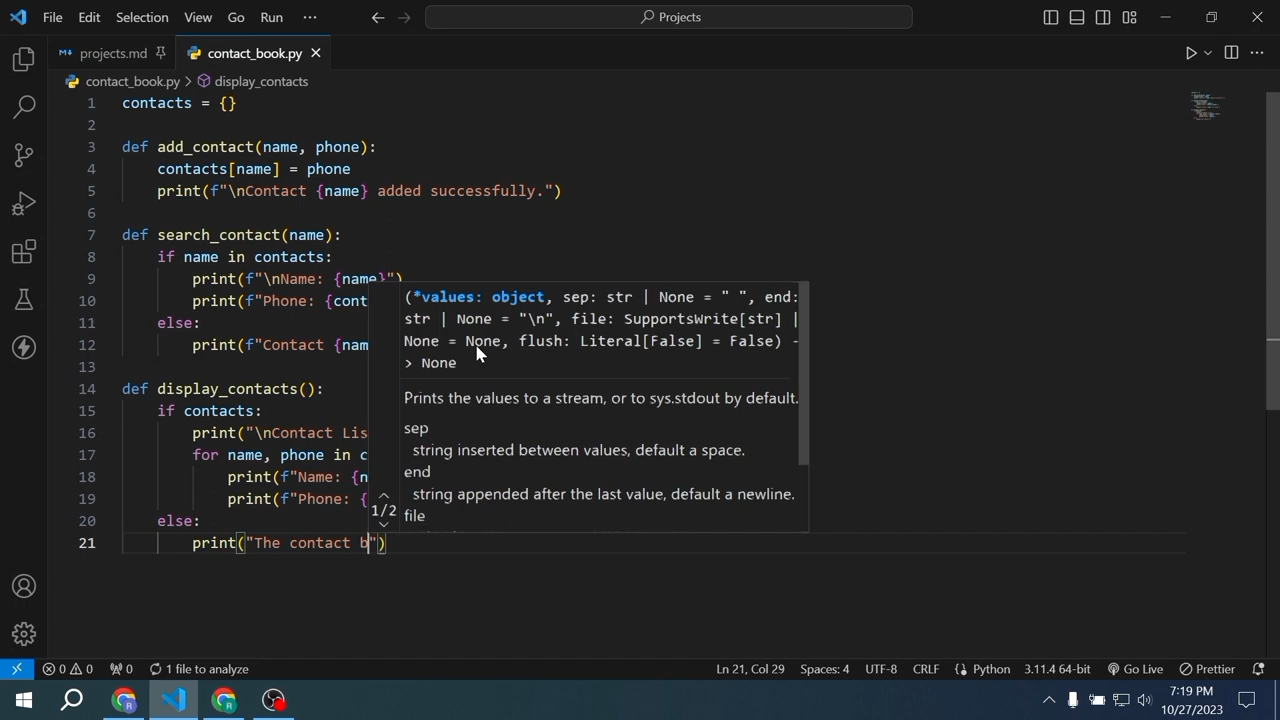 File Edit Selection View Go Run ··· Projects
projects.md contact_book.py
contact_book.py > display_contacts
1 contacts = {}
2
3 def add_contact(name, phone):
4 contacts[name] = phone
5 print(f"\nContact {name} added successfully.")
6
7 def search_contact(name):
8 if name in contacts:
9 print(f"\nName: {name}")
10 print(f"Phone: {cont
11 else:
12 print(f"Contact {nam
13
14 def display_contacts():
15 if contacts:
16 print("\nContact Lis
17 for name, phone in c
18 print(f"Name: {n
19 print(f"Phone: {
20 else:
21 print("The contact b")
(*values: object, sep: str | None = " ", end:
str | None = "\n", file: SupportsWrite[str] |
None = None, flush: Literal[False] = False) -
> None
Prints the values to a stream, or to sys.stdout by default.
sep
string inserted between values, default a space.
end
string appended after the last value, default a newline.
file
1/2
0 0 0 1 file to analyze Ln 21, Col 29 Spaces: 4 UTF-8 CRLF Python 3.11.4 64-bit Go Live Prettier
7:19 PM
10/27/2023